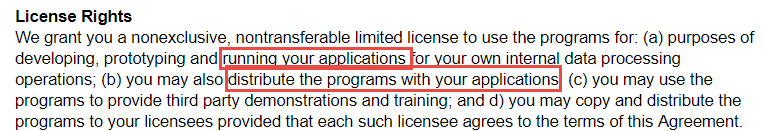 License Rights
We grant you a nonexclusive, nontransferable limited license to use the programs for: (a) purposes of
developing, prototyping and running your applications for your own internal data processing
operations; (b) you may also distribute the programs with your applications (c) you may use the
programs to provide third party demonstrations and training; and d) you may copy and distribute the
programs to your licensees provided that each such licensee agrees to the terms of this Agreement.